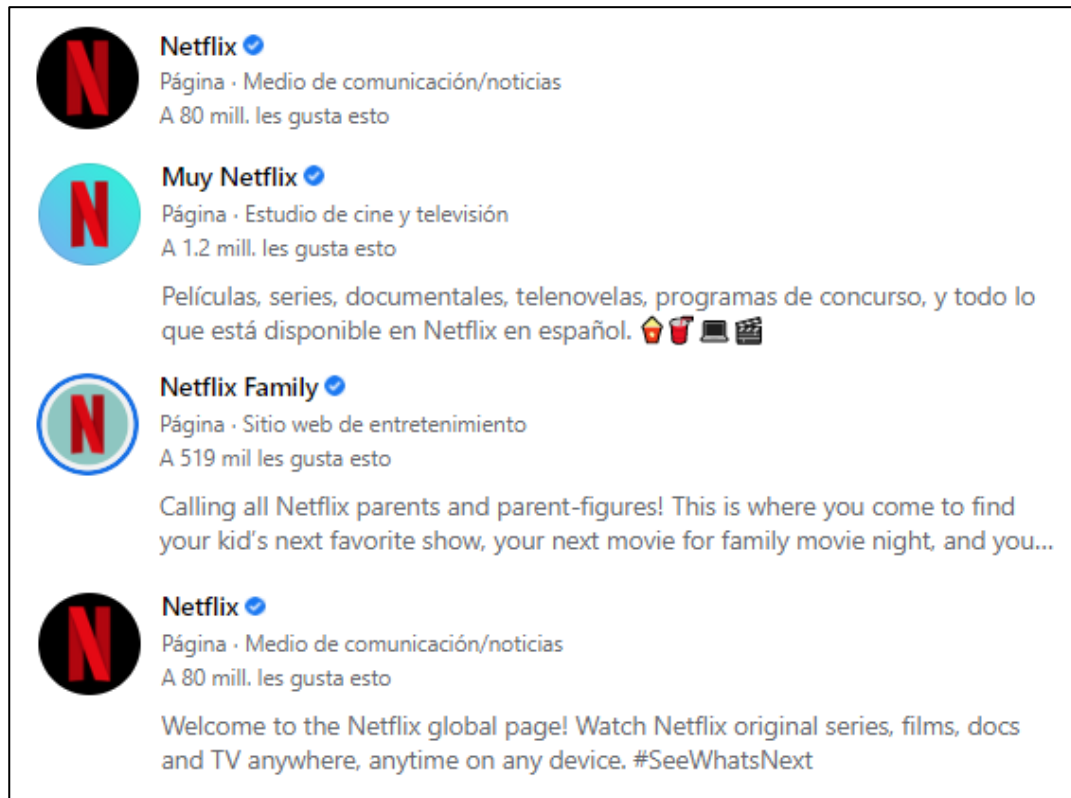 Netflix
Página · Medio de comunicación/noticias
A 80 mill. les gusta esto
Muy Netflix
Página · Estudio de cine y televisión
A 1.2 mill. les gusta esto
Películas, series, documentales, telenovelas, programas de concurso, y todo lo
que está disponible en Netflix en español. 🍿🥤💻🎬
Netflix Family
Página · Sitio web de entretenimiento
A 519 mil les gusta esto
Calling all Netflix parents and parent-figures! This is where you come to find
your kid’s next favorite show, your next movie for family movie night, and you...
Netflix
Página · Medio de comunicación/noticias
A 80 mill. les gusta esto
Welcome to the Netflix global page! Watch Netflix original series, films, docs
and TV anywhere, anytime on any device. #SeeWhatsNext